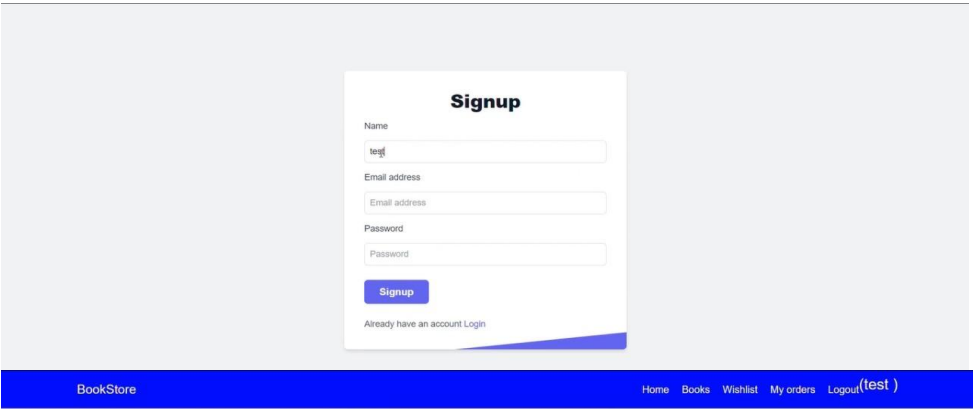 Signup
Name
test
Email address
Email address
Password
Password
Signup
Already have an account Login
BookStore Home Books Wishlist My orders Logout(test )